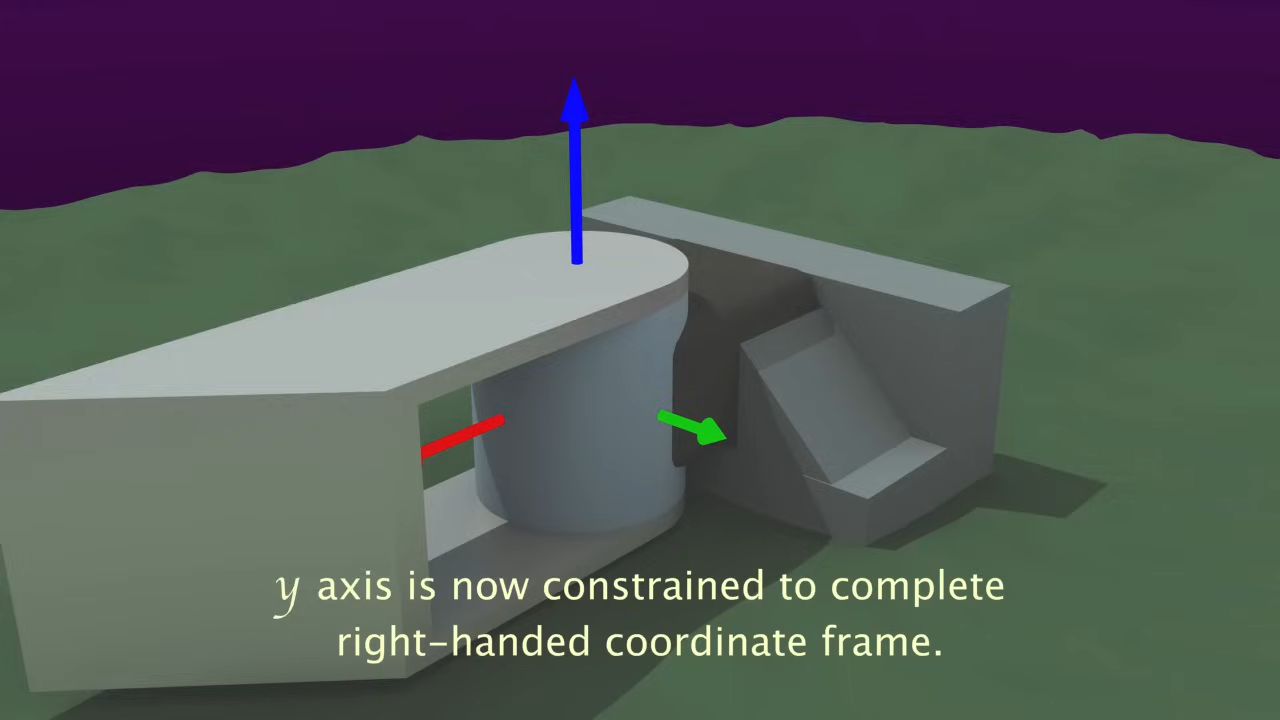 y axis is now constrained to complete
right-handed coordinate frame.